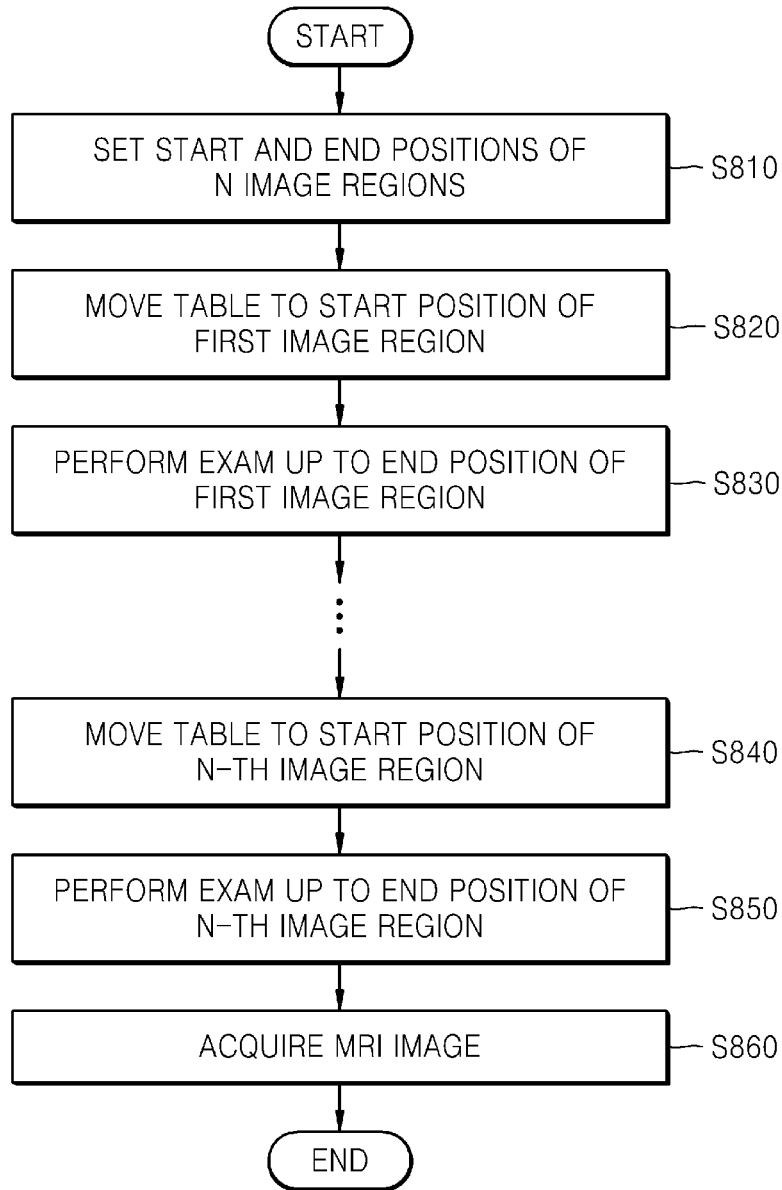 START
SET START AND END POSITIONS OF
N IMAGE REGIONS
S810
MOVE TABLE TO START POSITION OF
FIRST IMAGE REGION
S820
PERFORM EXAM UP TO END POSITION OF
FIRST IMAGE REGION
S830
MOVE TABLE TO START POSITION OF
N-TH IMAGE REGION
S840
PERFORM EXAM UP TO END POSITION OF
N-TH IMAGE REGION
S850
ACQUIRE MRI IMAGE
S860
END